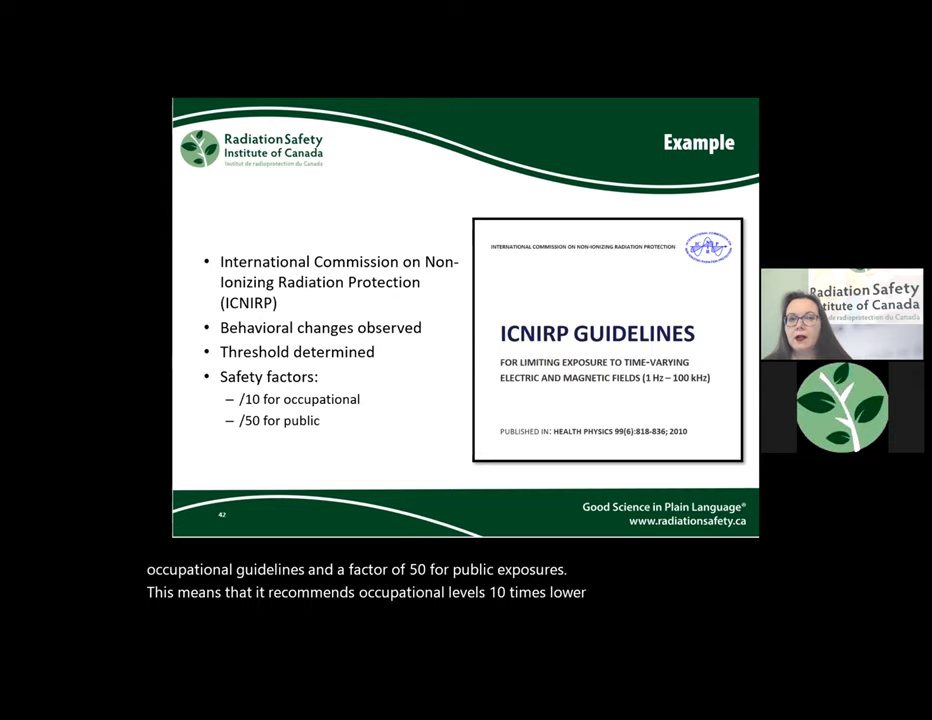 Radiation Safety
Institute of Canada
Institut de radioprotection du Canada
Example
• International Commission on Non-
Ionizing Radiation Protection
(ICNIRP)
• Behavioral changes observed
• Threshold determined
• Safety factors:
– /10 for occupational
– /50 for public
INTERNATIONAL COMMISSION ON NON-IONIZING RADIATION PROTECTION
ICNIRP GUIDELINES
FOR LIMITING EXPOSURE TO TIME-VARYING
ELECTRIC AND MAGNETIC FIELDS (1 Hz – 100 kHz)
PUBLISHED IN: HEALTH PHYSICS 99(6):818-836; 2010
Radiation Safety
titute of Canada
de radioprotection du Canada
42
Good Science in Plain Language®
www.radiationsafety.ca
occupational guidelines and a factor of 50 for public exposures.
This means that it recommends occupational levels 10 times lower